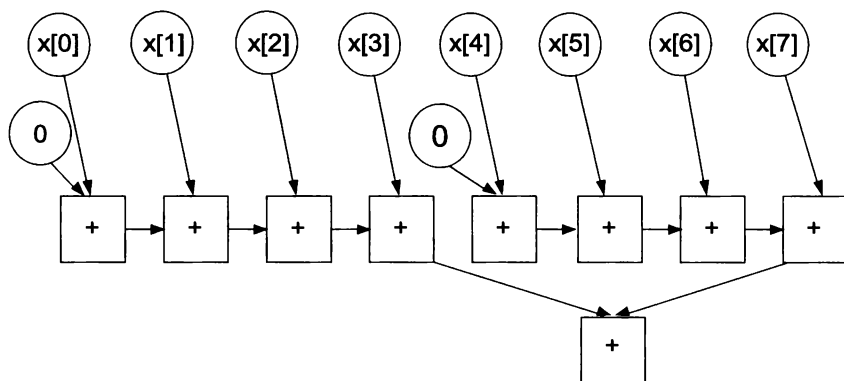 x[0] x[1] x[2] x[3] x[4] x[5] x[6] x[7]
0 0
+ + + + + + + +
+